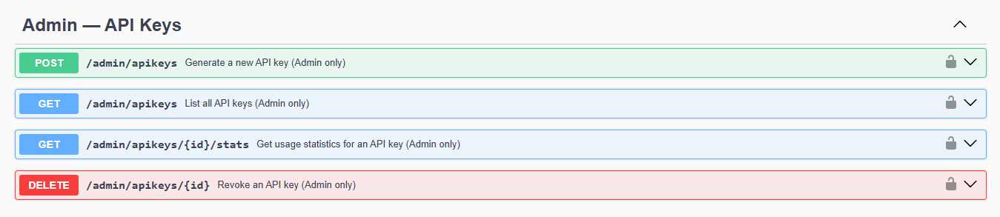 Admin — API Keys
POST /admin/apikeys Generate a new API key (Admin only)
GET /admin/apikeys List all API keys (Admin only)
GET /admin/apikeys/{id}/stats Get usage statistics for an API key (Admin only)
DELETE /admin/apikeys/{id} Revoke an API key (Admin only)